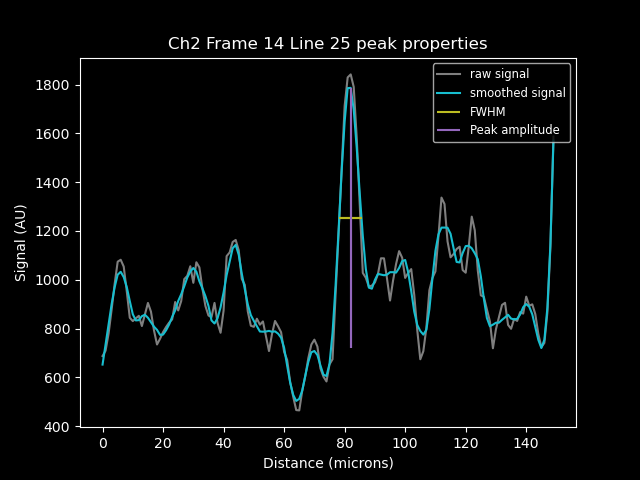 Ch2 Frame 14 Line 25 peak properties
raw signal
smoothed signal
FWHM
Peak amplitude
Signal (AU)
1800
1600
1400
1200
1000
800
600
400
0 20 40 60 80 100 120 140
Distance (microns)